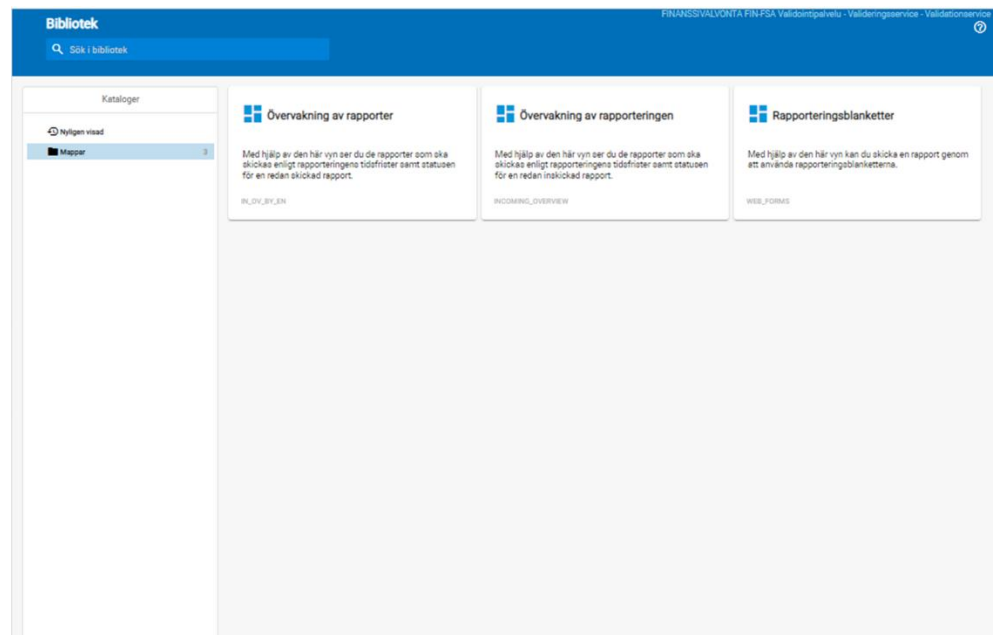 FINANSSIVALVONTA FIN-FSA Validointipalvelu - Valideringsservice - Validationservice
Bibliotek
Sök i bibliotek
Kataloger
Nyligen visad
Mappar 3
Övervakning av rapporter
Med hjälp av den här vyn ser du de rapporter som ska
skickas enligt rapporteringens tidsfrister samt statusen
för en redan skickad rapport.
IN_OV_BY_EN
Övervakning av rapporteringen
Med hjälp av den här vyn ser du de rapporter som ska
skickas enligt rapporteringens tidsfrister samt statusen
för en redan inskickad rapport.
INCOMING_OVERVIEW
Rapporteringsblanketter
Med hjälp av den här vyn kan du skicka en rapport genom
att använda rapporteringsblanketterna.
WEB_FORMS